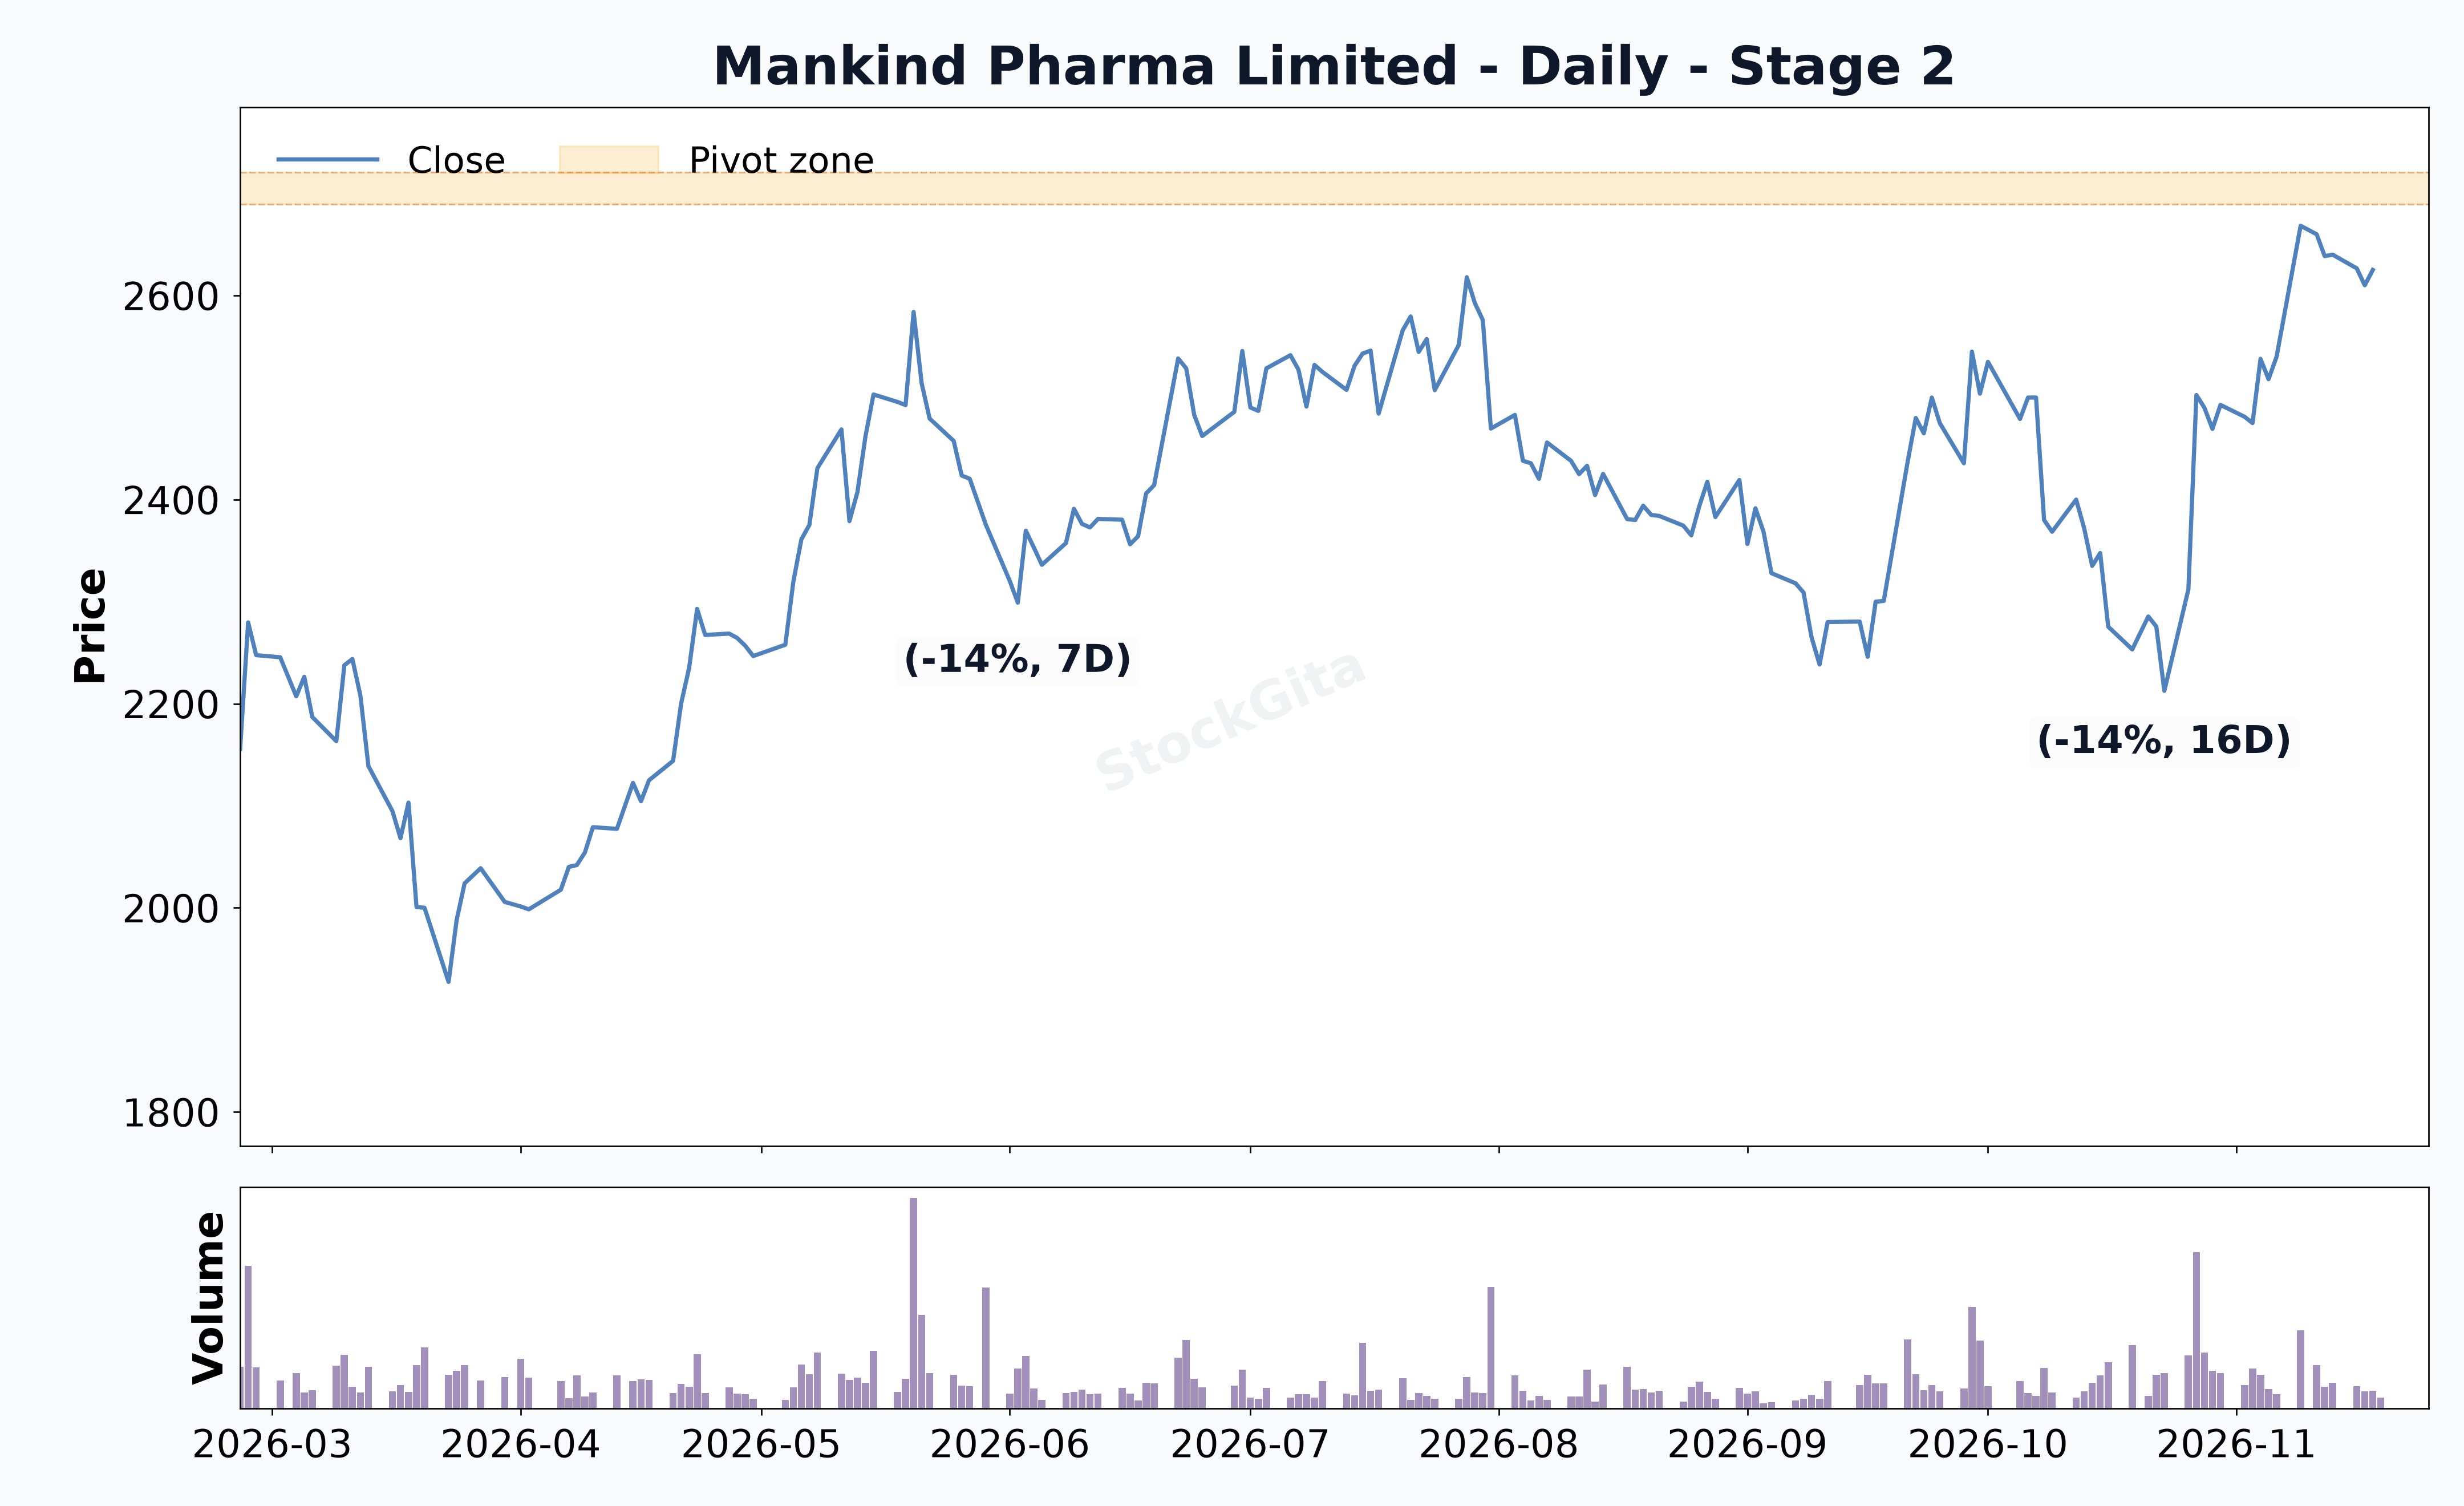 Mankind Pharma Limited - Daily - Stage 2
Close
Pivot zone
Price
2600
2400
2200
2000
1800
(-14%, 7D)
(-14%, 16D)
StockGita
Volume
2026-03
2026-04
2026-05
2026-06
2026-07
2026-08
2026-09
2026-10
2026-11